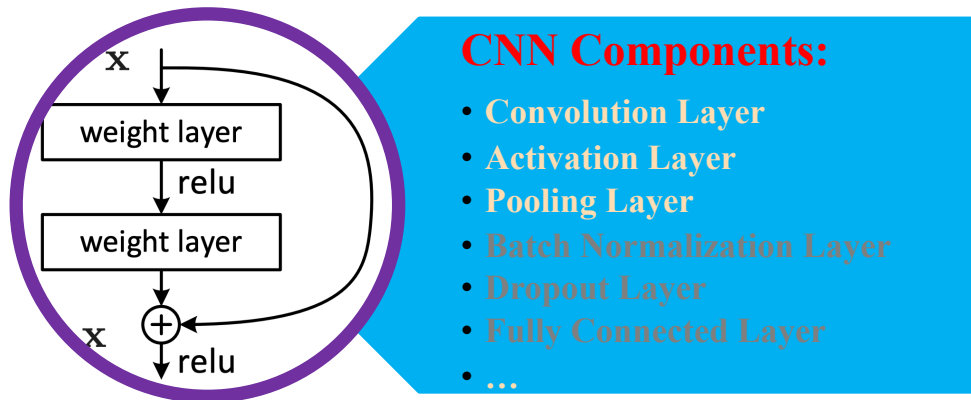 x
weight layer
relu
weight layer
x
+
relu
CNN Components:
• Convolution Layer
• Activation Layer
• Pooling Layer
• Batch Normalization Layer
• Dropout Layer
• Fully Connected Layer
• ...